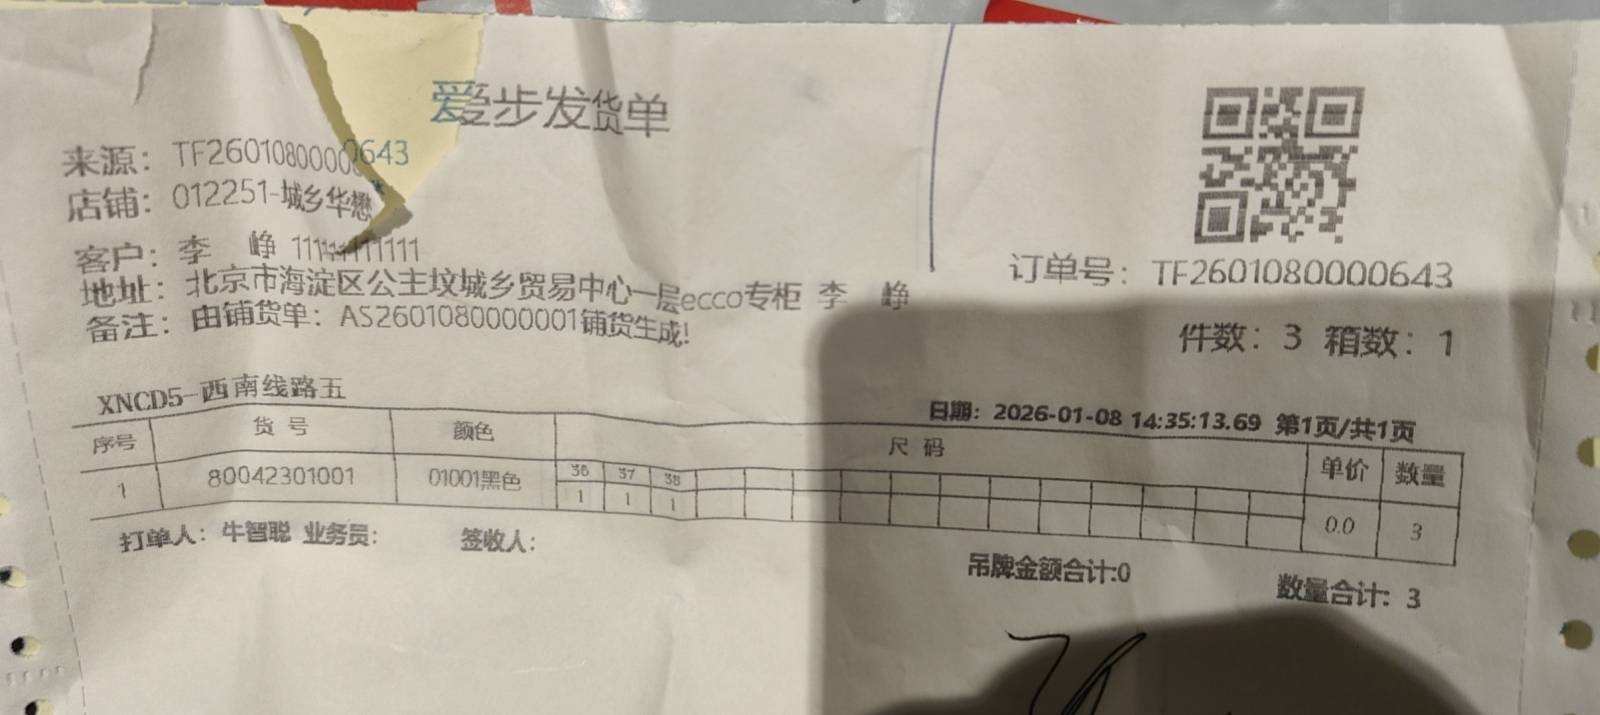 爱步发货单
来源：TF2601080000643
店铺：012251-城乡华懋
客户：李 峥 11111111111
地址：北京市海淀区公主坟城乡贸易中心一层ecco专柜 李 峥
备注：由铺货单：AS2601080000001铺货生成!
订单号：TF2601080000643
件数：3 箱数：1
XNCD5-西南线路五
日期：2026-01-08 14:35:13.69 第1页/共1页
序号 货号 颜色 尺码 单价 数量
36 37 38
1 80042301001 01001黑色 1 1 1 0.0 3
打单人：牛智聪 业务员： 签收人：
吊牌金额合计:0
数量合计：3